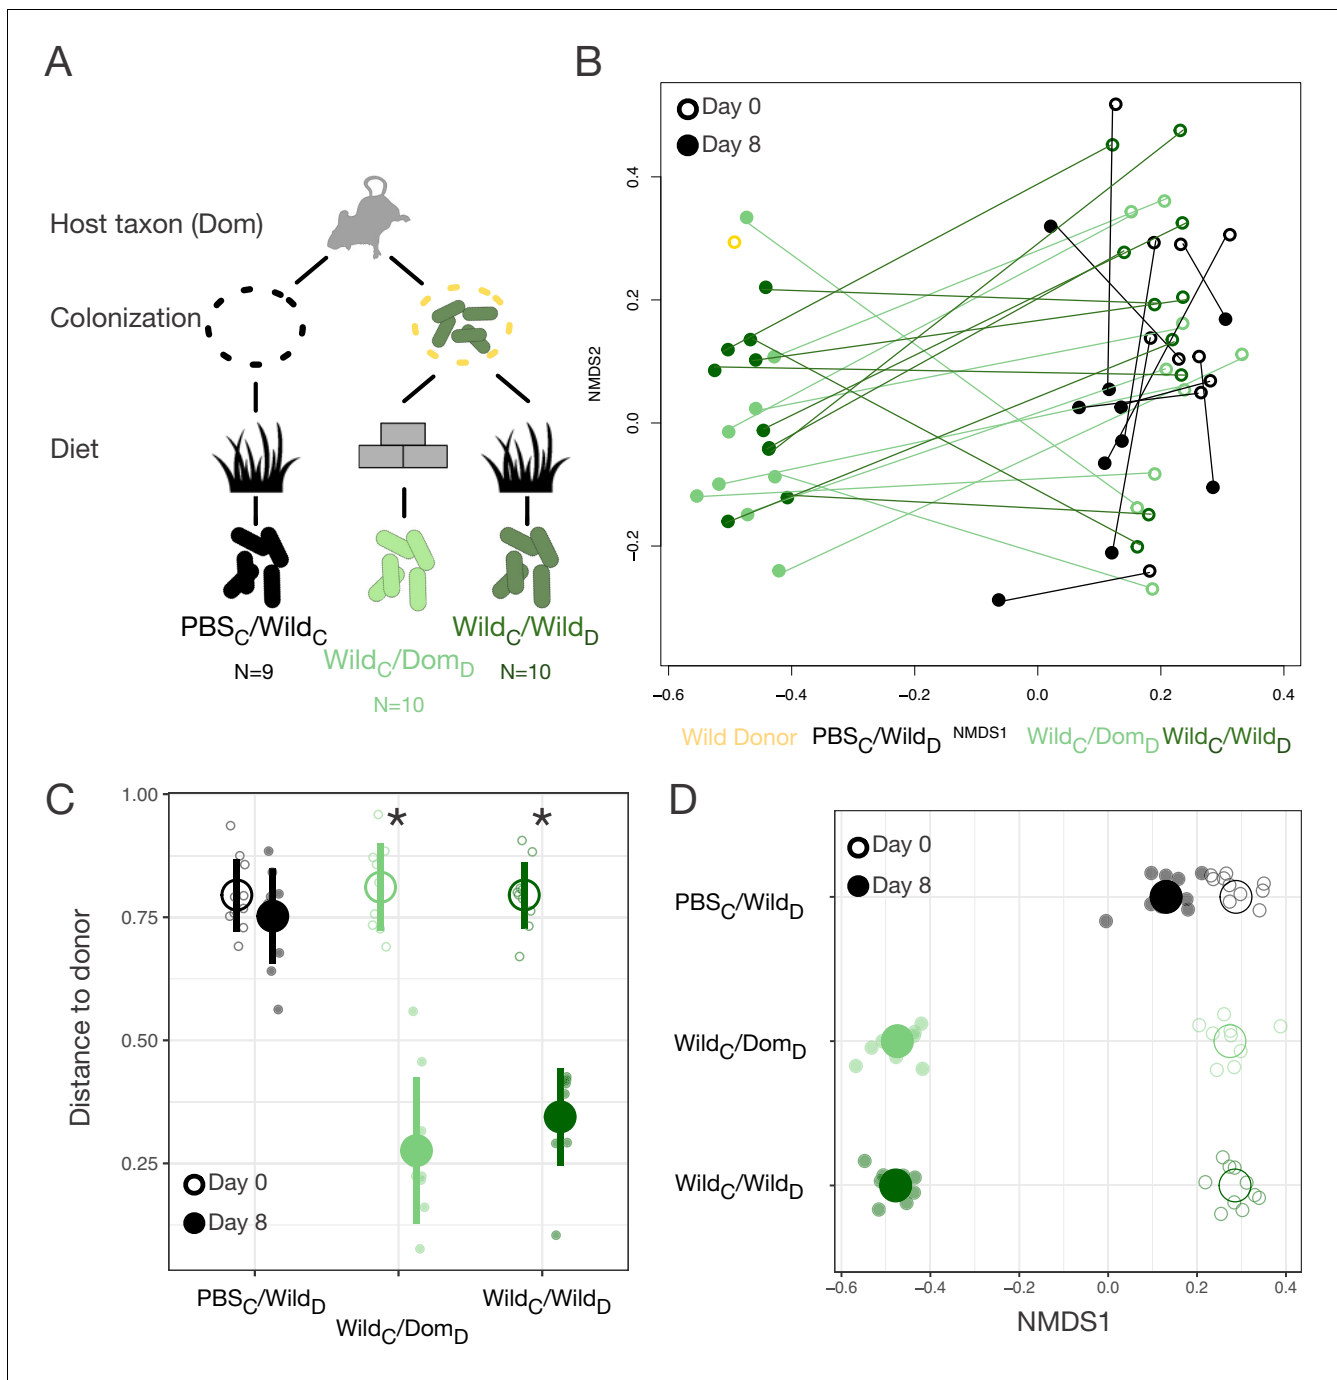 A
Host taxon (Dom)
Colonization
Diet
PBSC/WildC
N=9
WildC/DomD
N=10
WildC/WildD
N=10
B
Day 0
Day 8
NMDS2
0.4
0.2
0.0
−0.2
−0.6 −0.4 −0.2 0.0 0.2 0.4
Wild Donor PBSC/WildD NMDS1 WildC/DomD WildC/WildD
C
Distance to donor
1.00
0.75
0.50
0.25
* *
Day 0
Day 8
PBSC/WildD
WildC/DomD
WildC/WildD
D
Day 0
Day 8
PBSC/WildD
WildC/DomD
WildC/WildD
−0.6 −0.4 −0.2 0.0 0.2 0.4
NMDS1